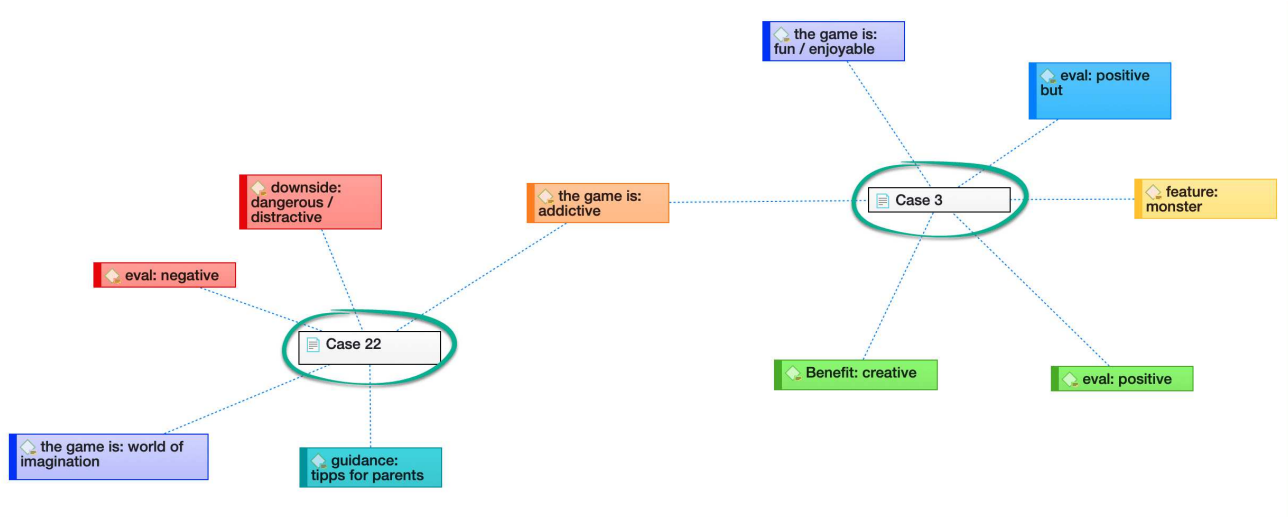 the game is:
fun / enjoyable
eval: positive
but
downside:
dangerous /
distractive
the game is:
addictive
Case 3
feature:
monster
eval: negative
Case 22
Benefit: creative
eval: positive
the game is: world of
imagination
guidance:
tipps for parents